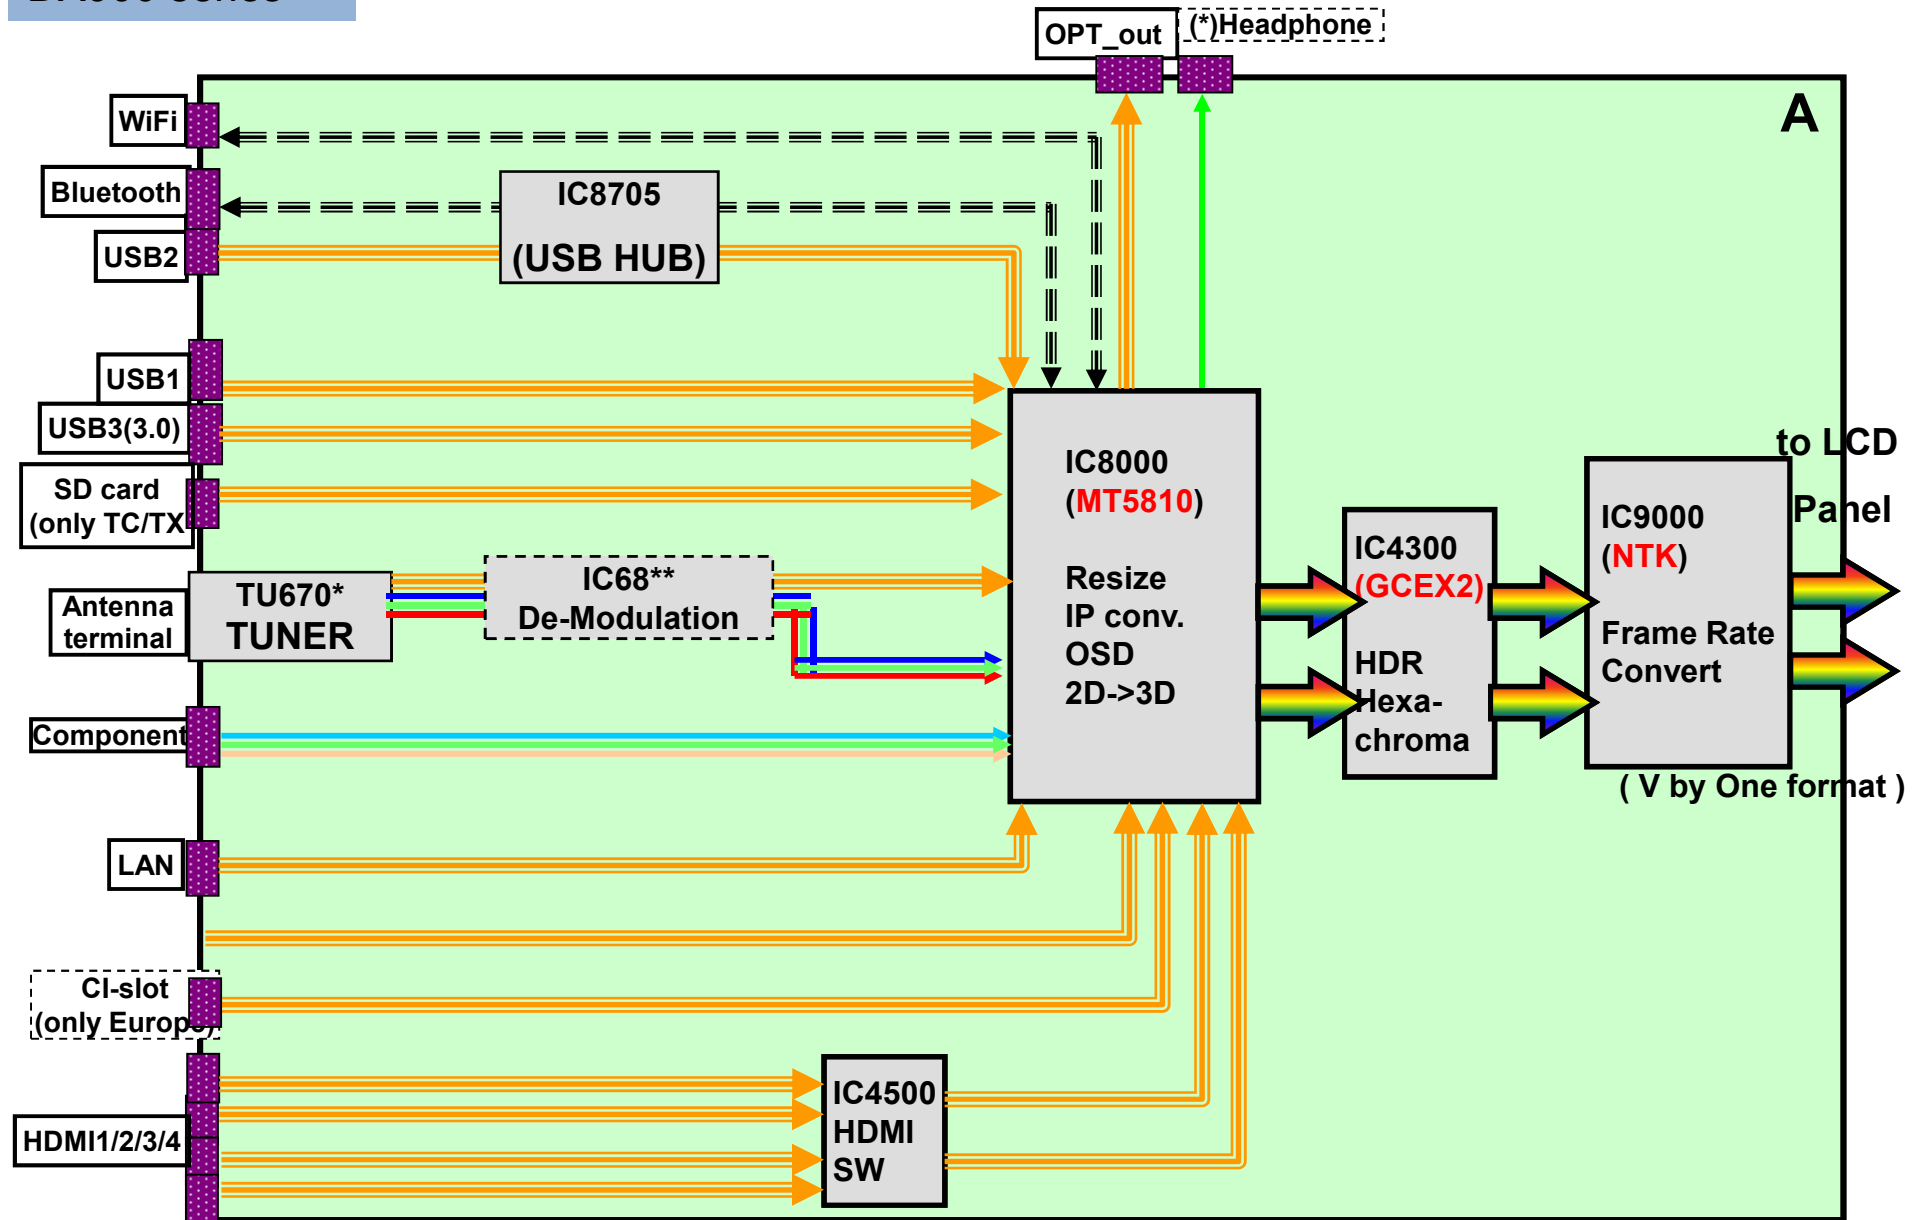 OPT_out
(*)Headphone
A
WiFi
Bluetooth
USB2
IC8705
(USB HUB)
USB1
USB3(3.0)
SD card
(only TC/TX
Antenna
terminal
TU670*
TUNER
IC68**
De-Modulation
Component
LAN
CI-slot
(only Europe)
HDMI1/2/3/4
IC4500
HDMI
SW
IC8000
(MT5810)
Resize
IP conv.
OSD
2D->3D
IC4300
(GCEX2)
HDR
Hexa-
chroma
IC9000
(NTK)
Frame Rate
Convert
to LCD
Panel
( V by One format )